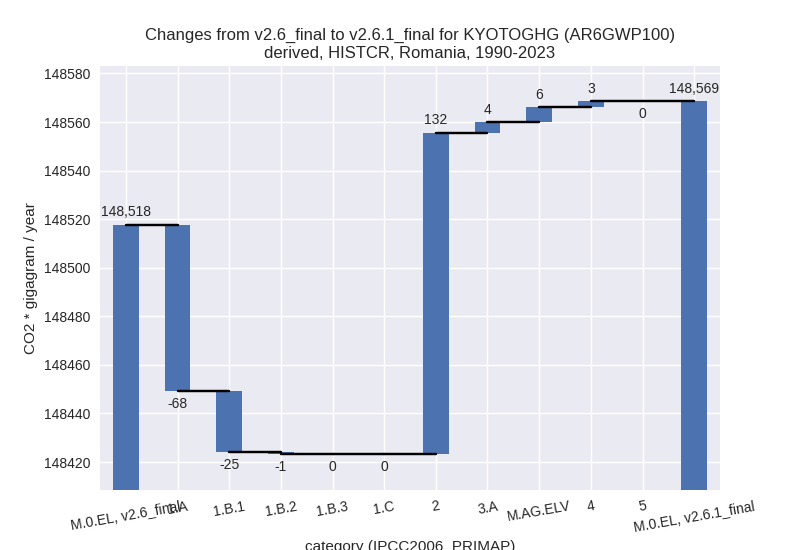 Changes from v2.6_final to v2.6.1_final for KYOTOGHG (AR6GWP100)
derived, HISTCR, Romania, 1990-2023
148580
148560
148540
148520
148500
148480
148460
148440
148420
CO2 * gigagram / year
148,518
-68
-25
-1
0
0
132
4
6
3
0
148,569
M.0.EL, v2.6_final
1.A
1.B.1
1.B.2
1.B.3
1.C
2
3.A
M.AG.ELV
4
5
M.0.EL, v2.6.1_final
category (IPCC2006_PRIMAP)